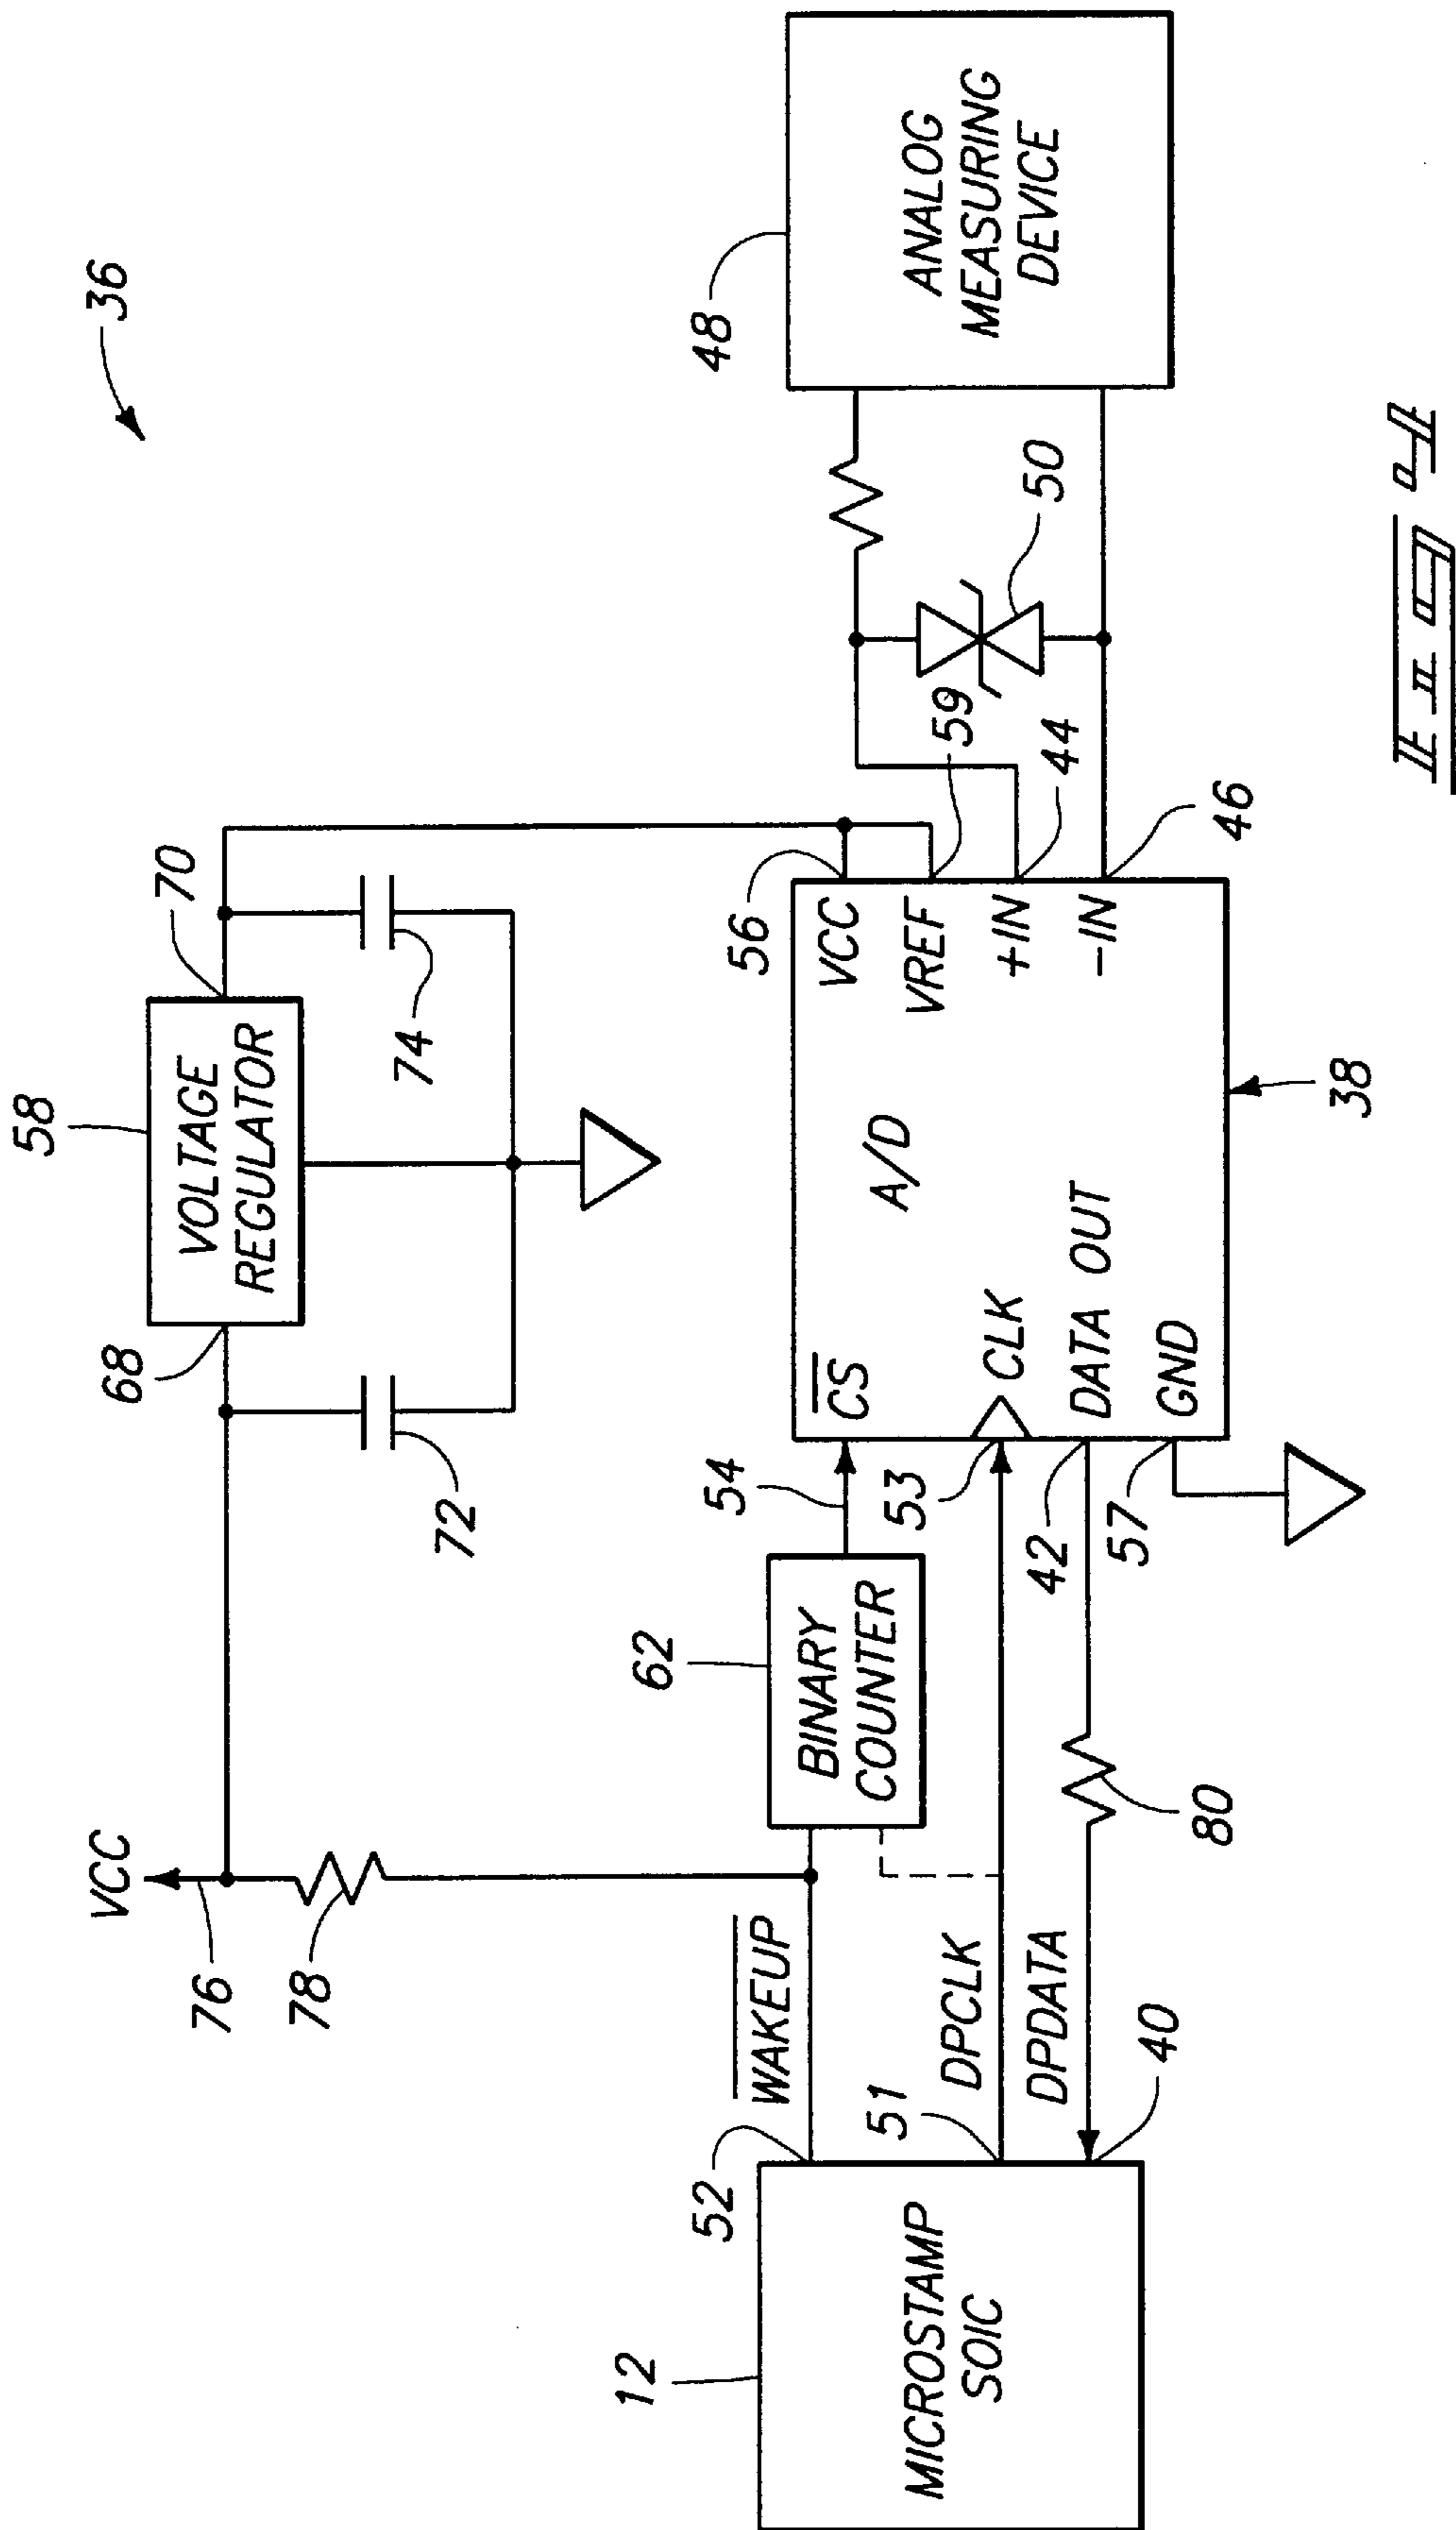 36
58
VOLTAGE
REGULATOR
68
70
72
74
VCC
76
78
48
ANALOG
MEASURING
DEVICE
50
59
44
46
56
VCC
VREF
+IN
-IN
A/D
CS
CLK
DATA OUT
GND
38
54
53
42
57
62
BINARY
COUNTER
80
WAKEUP
DPCLK
DPDATA
52
51
40
12
MICROSTAMP
SOIC
FIG 4